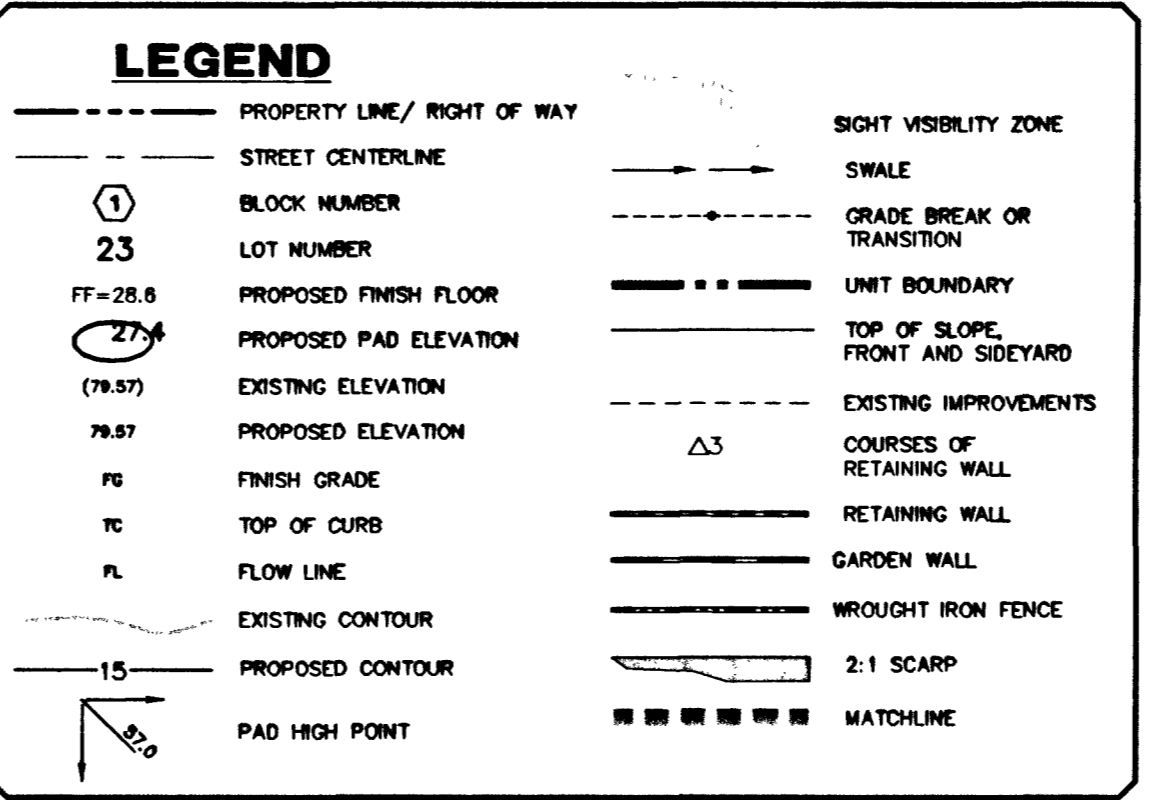 LEGEND
PROPERTY LINE/ RIGHT OF WAY
STREET CENTERLINE
1 BLOCK NUMBER
23 LOT NUMBER
FF=28.6 PROPOSED FINISH FLOOR
27.4 PROPOSED PAD ELEVATION
(79.57) EXISTING ELEVATION
79.57 PROPOSED ELEVATION
FG FINISH GRADE
TC TOP OF CURB
FL FLOW LINE
EXISTING CONTOUR
15 PROPOSED CONTOUR
37.0 PAD HIGH POINT
SIGHT VISIBILITY ZONE
SWALE
GRADE BREAK OR
TRANSITION
UNIT BOUNDARY
TOP OF SLOPE,
FRONT AND SIDEYARD
EXISTING IMPROVEMENTS
△3 COURSES OF
RETAINING WALL
RETAINING WALL
GARDEN WALL
WROUGHT IRON FENCE
2:1 SCARP
MATCHLINE